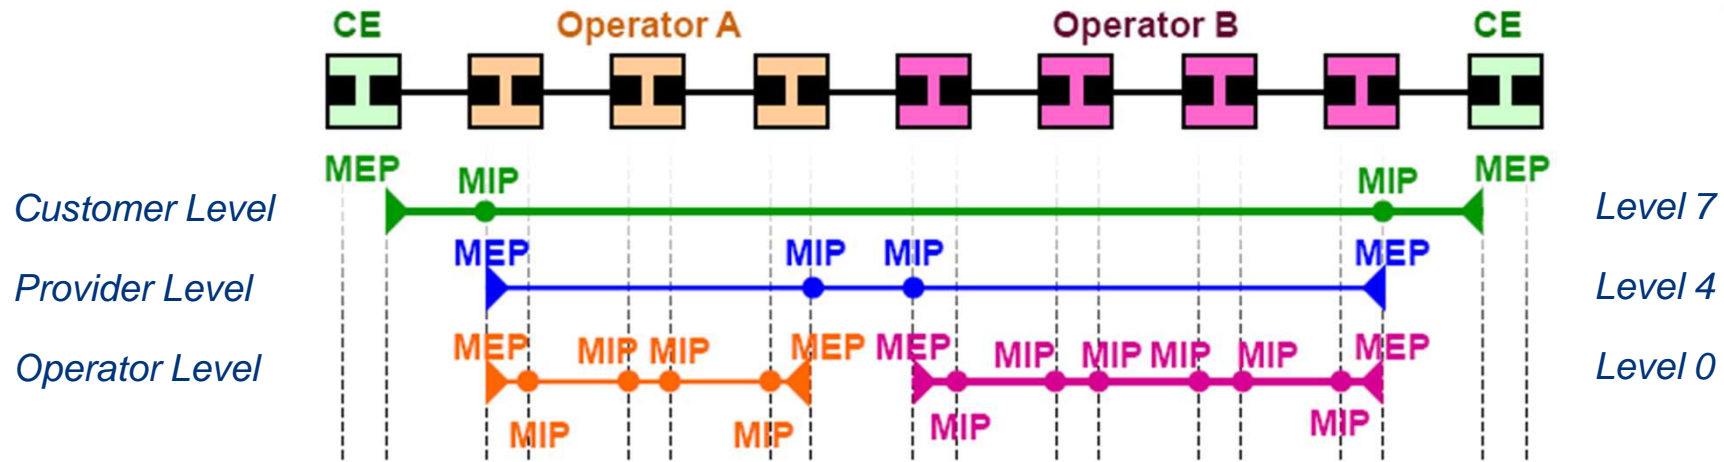 CE Operator A Operator B CE
MEP MIP MIP MEP
Customer Level Level 7
MEP MIP MIP MEP
Provider Level Level 4
MEP MIP MIP MEP MEP MIP MIP MIP MIP MEP
Operator Level Level 0
MIP MIP MIP MIP